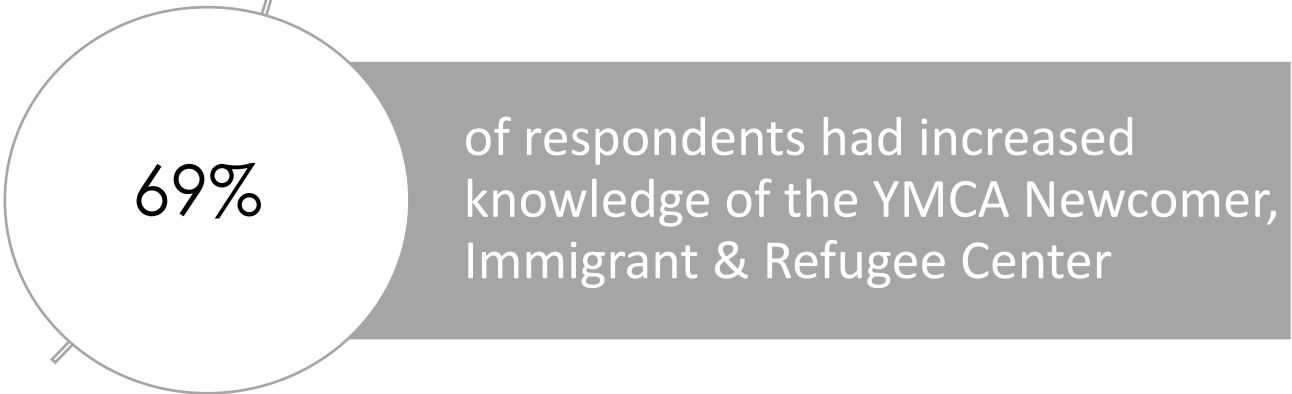 69%
of respondents had increased
knowledge of the YMCA Newcomer,
Immigrant & Refugee Center